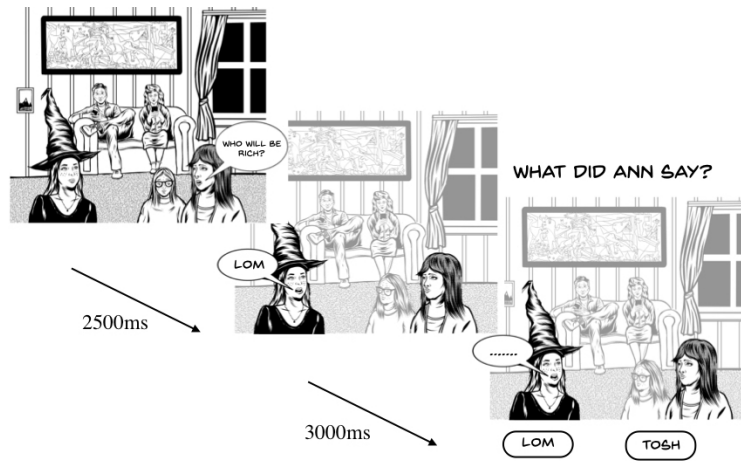 WHO WILL BE
RICH?
LOM
2500ms
WHAT DID ANN SAY?
.......
3000ms
LOM
TOSH